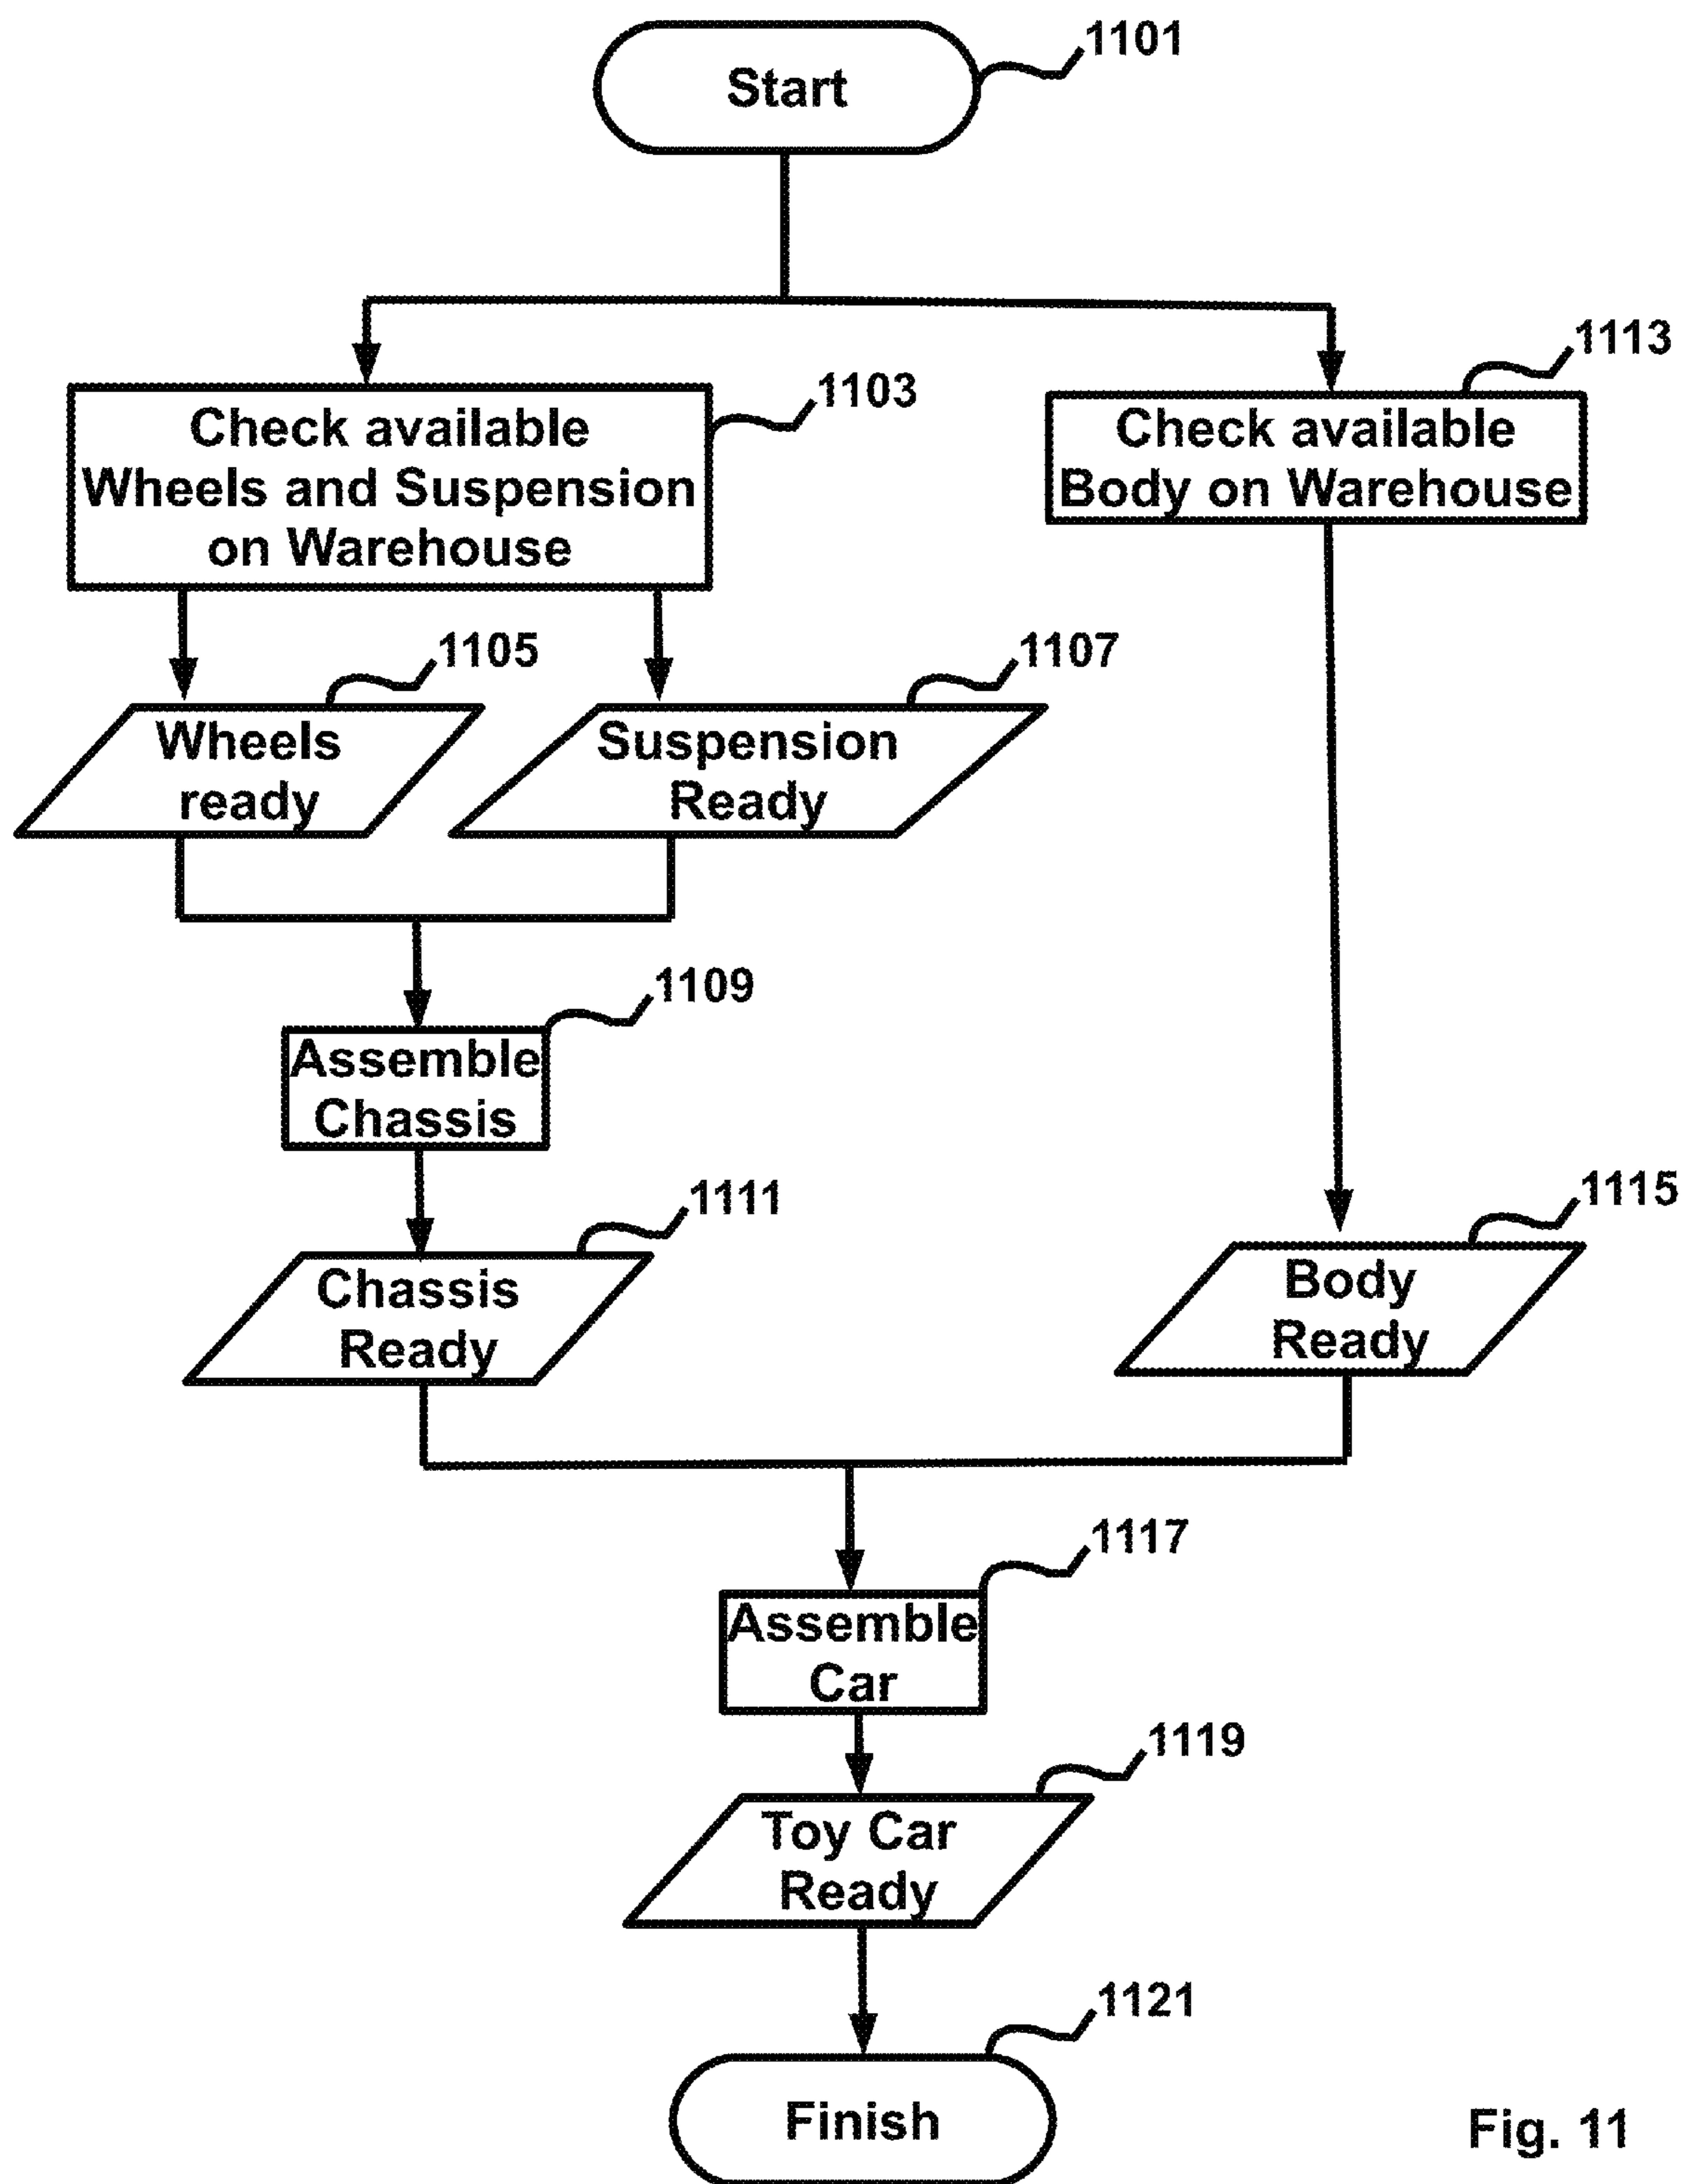 1101
Start
1113
1103
Check available
Wheels and Suspension
on Warehouse
Check available
Body on Warehouse
1105
1107
Wheels
ready
Suspension
Ready
1109
Assemble
Chassis
1111
1115
Chassis
Ready
Body
Ready
1117
Assemble
Car
1119
Toy Car
Ready
1121
Finish
Fig. 11